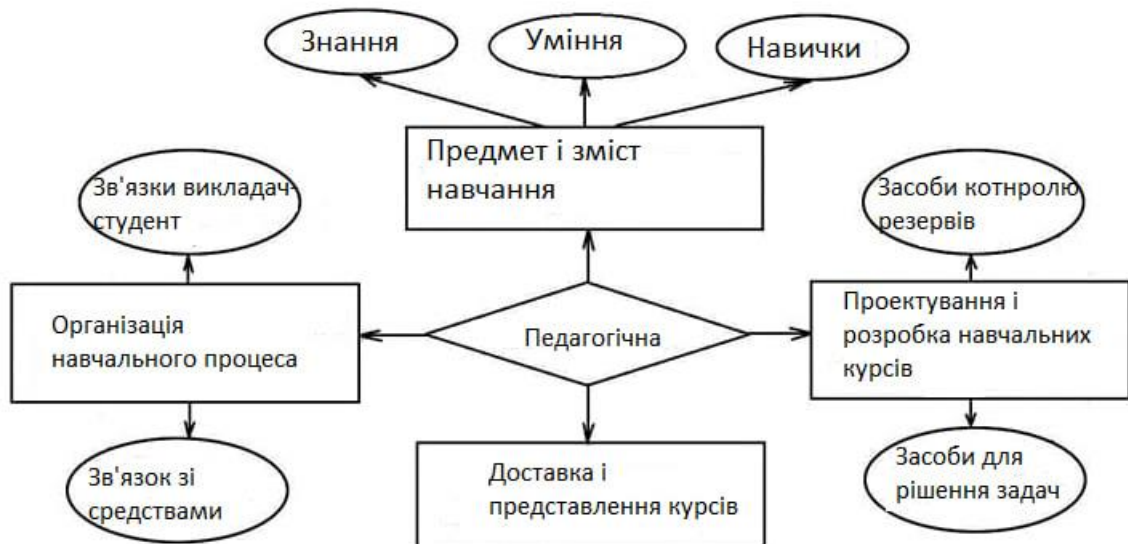 Знання
Уміння
Навички
Предмет і зміст
навчання
Зв'язки викладач-
студент
Засоби котнролю
резервів
Організація
навчального процеса
Педагогічна
Проектування і
розробка навчальних
курсів
Зв'язок зі
средствами
Доставка і
представлення курсів
Засоби для
рішення задач